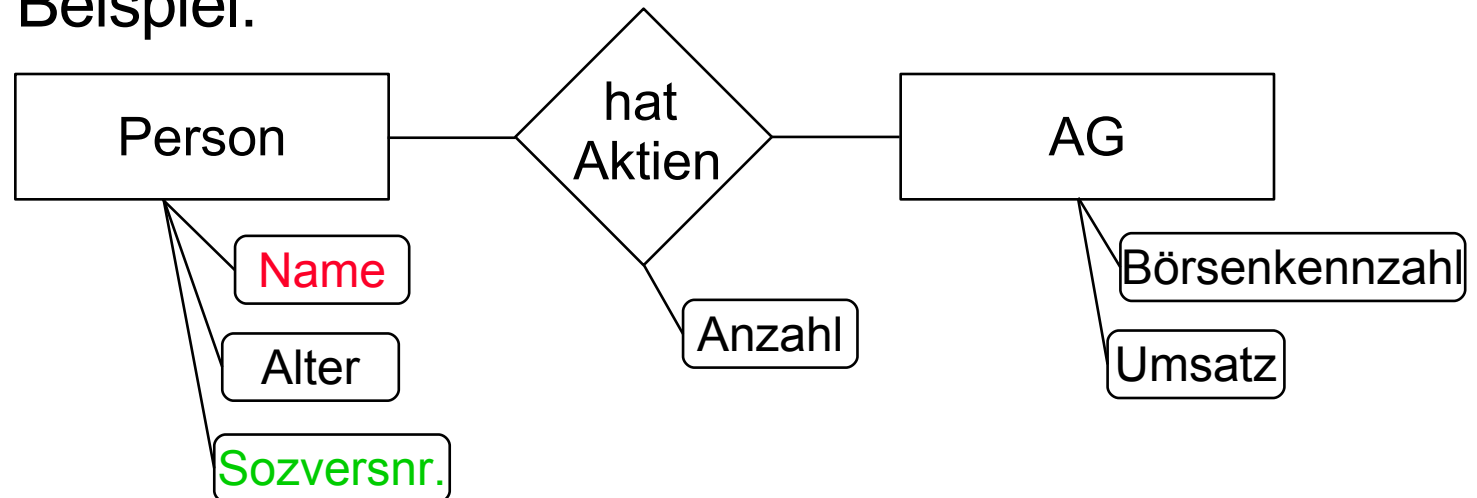 Beispiel:
Person
hat
Aktien
AG
Name
Börsenkennzahl
Anzahl
Alter
Umsatz
Sozversnr.